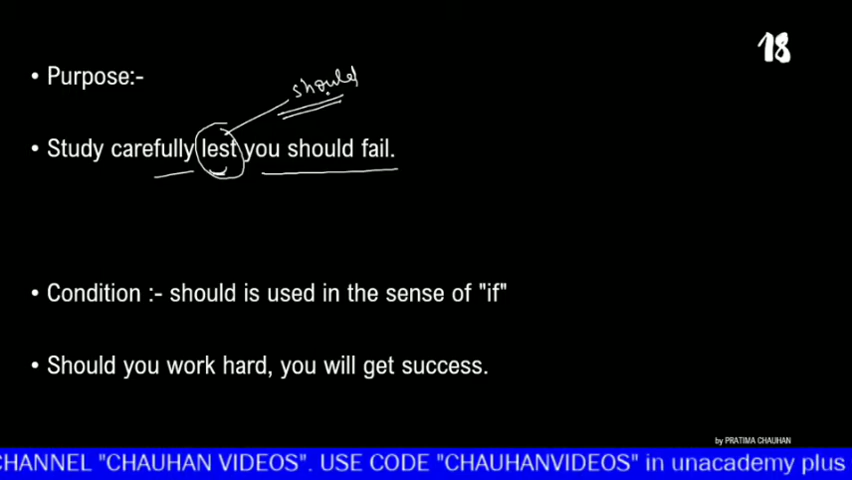 18
• Purpose:-
should
• Study carefully lest you should fail.
• Condition :- should is used in the sense of "if"
• Should you work hard, you will get success.
by PRATIMA CHAUHAN
CHANNEL "CHAUHAN VIDEOS". USE CODE "CHAUHANVIDEOS" in unacademy plus